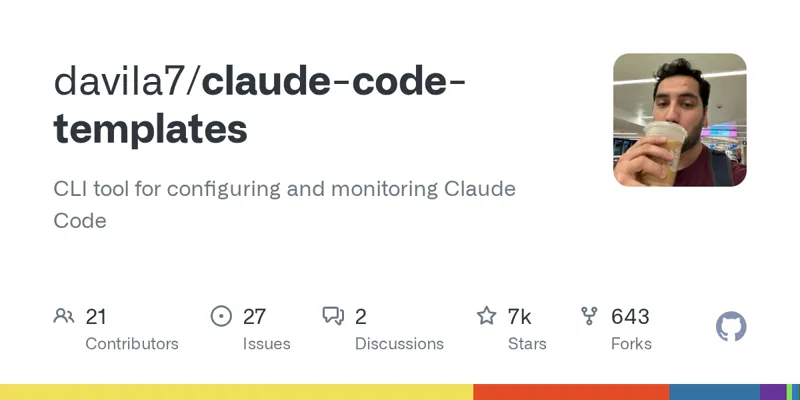 davila7/claude-code-
templates
CLI tool for configuring and monitoring Claude
Code
21
Contributors
27
Issues
2
Discussions
7k
Stars
643
Forks